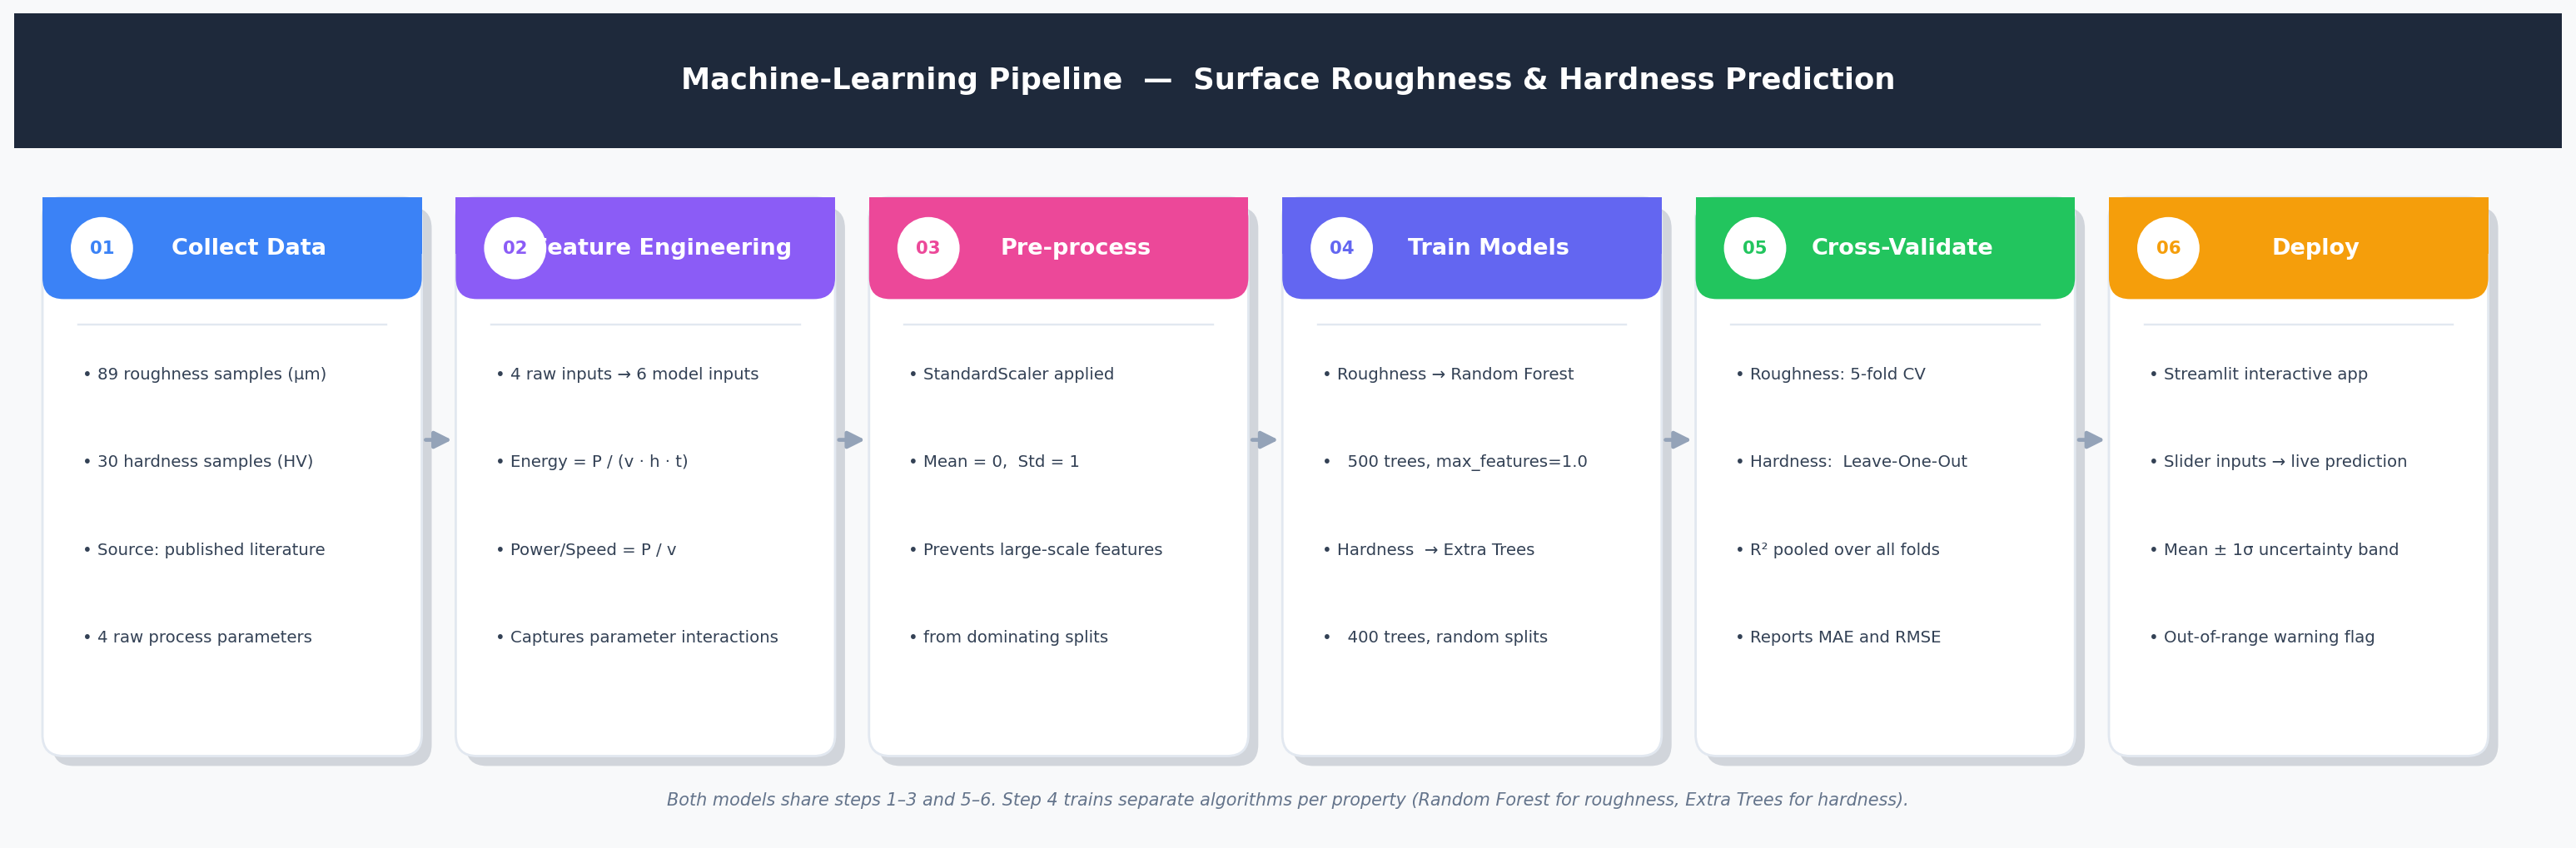 Machine-Learning Pipeline — Surface Roughness & Hardness Prediction
01 Collect Data
• 89 roughness samples (μm)
• 30 hardness samples (HV)
• Source: published literature
• 4 raw process parameters
02 Feature Engineering
• 4 raw inputs → 6 model inputs
• Energy = P / (v · h · t)
• Power/Speed = P / v
• Captures parameter interactions
03 Pre-process
• StandardScaler applied
• Mean = 0, Std = 1
• Prevents large-scale features
• from dominating splits
04 Train Models
• Roughness → Random Forest
• 500 trees, max_features=1.0
• Hardness → Extra Trees
• 400 trees, random splits
05 Cross-Validate
• Roughness: 5-fold CV
• Hardness: Leave-One-Out
• R² pooled over all folds
• Reports MAE and RMSE
06 Deploy
• Streamlit interactive app
• Slider inputs → live prediction
• Mean ± 1σ uncertainty band
• Out-of-range warning flag
Both models share steps 1–3 and 5–6. Step 4 trains separate algorithms per property (Random Forest for roughness, Extra Trees for hardness).